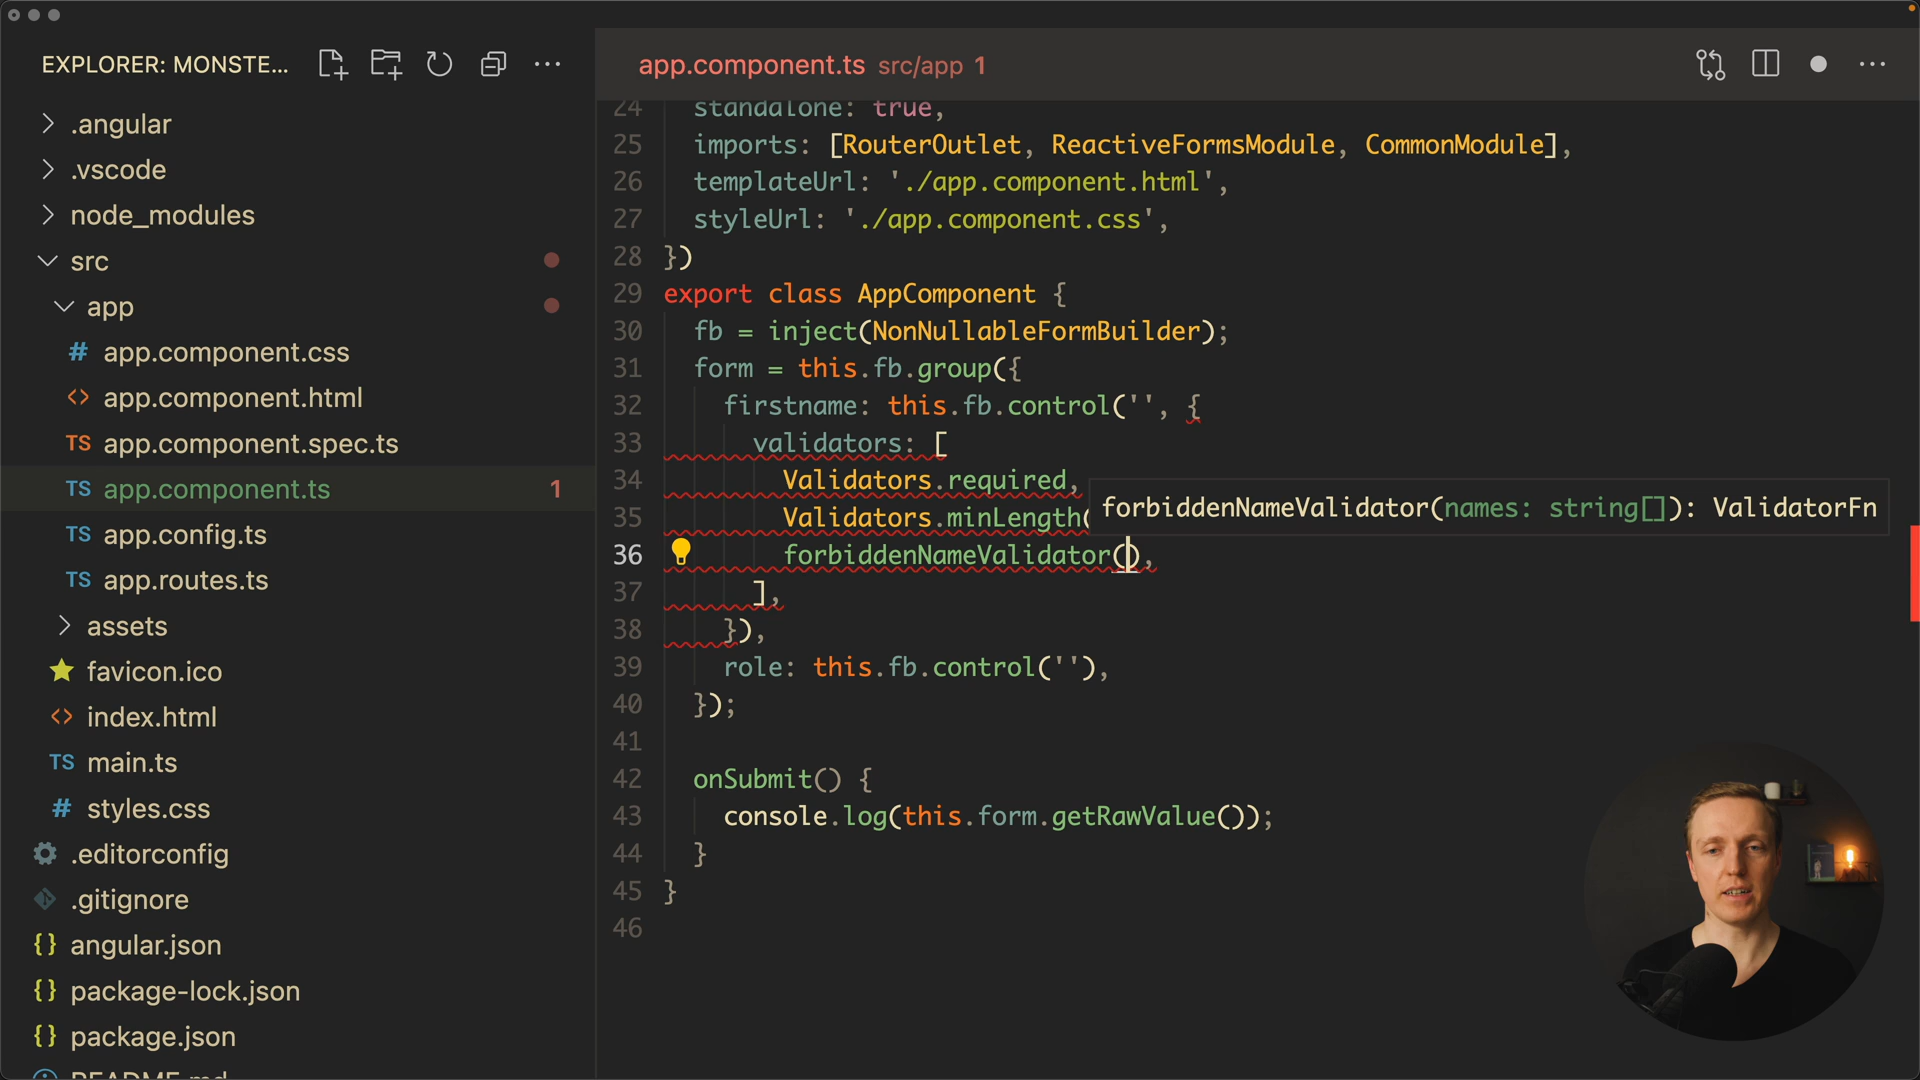 EXPLORER: MONSTE...
.angular
.vscode
node_modules
src
app
# app.component.css
<> app.component.html
TS app.component.spec.ts
TS app.component.ts 1
TS app.config.ts
TS app.routes.ts
assets
favicon.ico
<> index.html
TS main.ts
# styles.css
.editorconfig
.gitignore
{} angular.json
{} package-lock.json
{} package.json
README.md
app.component.ts src/app 1
24 standalone: true,
25 imports: [RouterOutlet, ReactiveFormsModule, CommonModule],
26 templateUrl: './app.component.html',
27 styleUrl: './app.component.css',
28 })
29 export class AppComponent {
30 fb = inject(NonNullableFormBuilder);
31 form = this.fb.group({
32 firstname: this.fb.control('', {
33 validators: [
34 Validators.required,
35 Validators.minLength(
forbiddenNameValidator(names: string[]): ValidatorFn
36 forbiddenNameValidator(),
37 ],
38 }),
39 role: this.fb.control(''),
40 });
41
42 onSubmit() {
43 console.log(this.form.getRawValue());
44 }
45 }
46